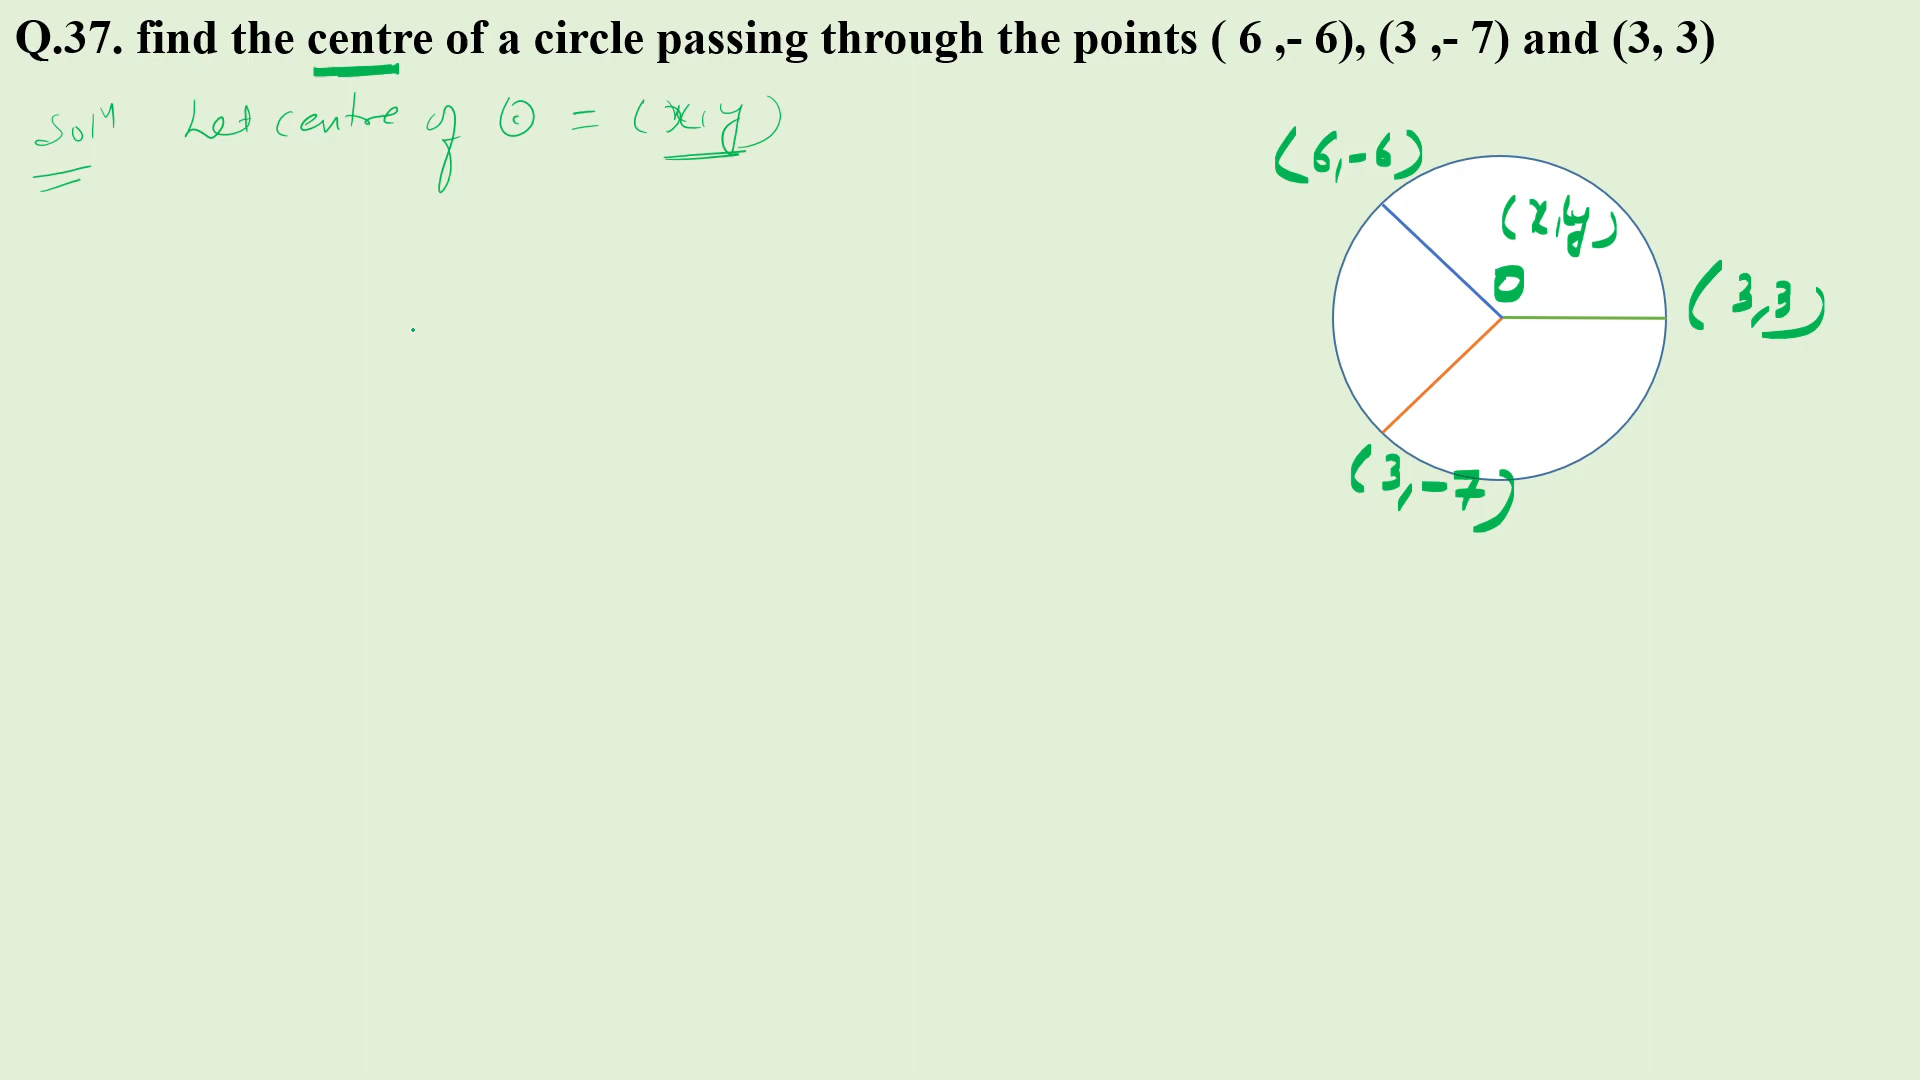 Q.37. find the centre of a circle passing through the points ( 6 ,- 6), (3 ,- 7) and (3, 3)
Solⁿ Let centre of ⊙ = (x, y)
(6, -6)
(x, y)
O
(3, 3)
(3, -7)